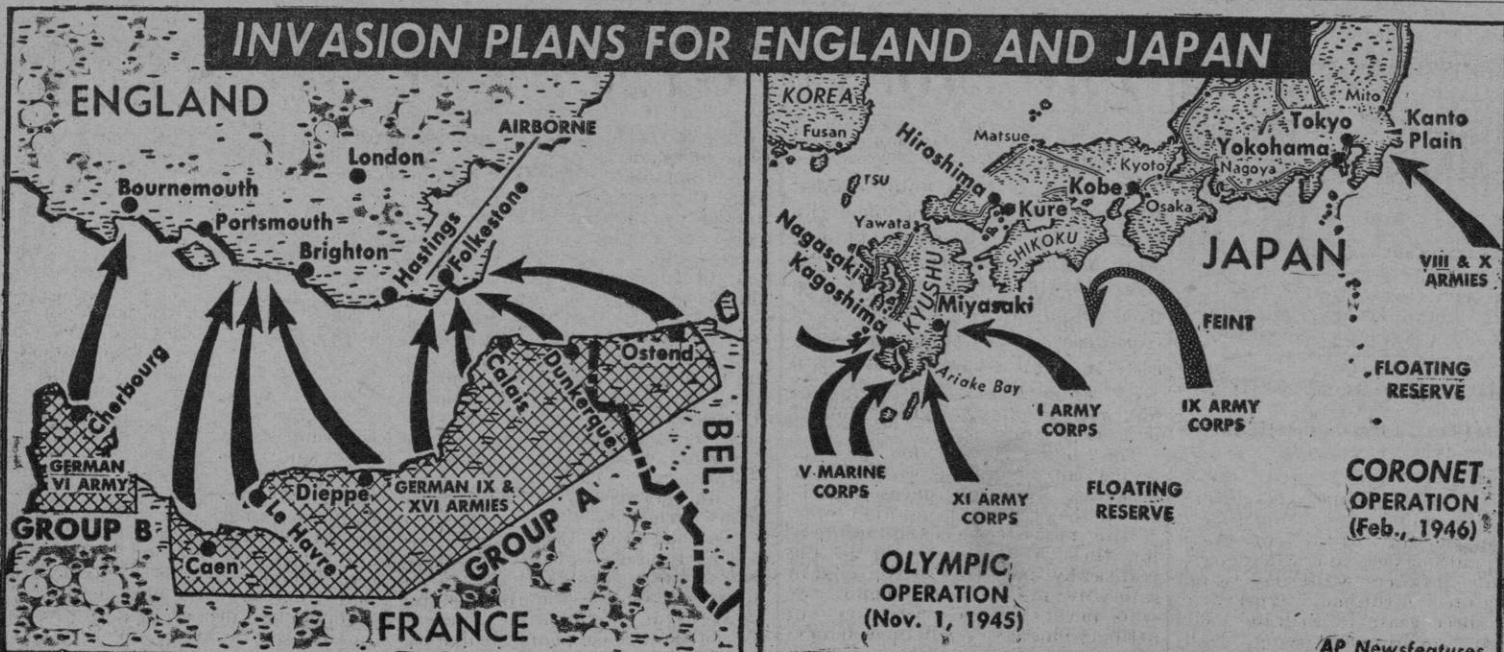 INVASION PLANS FOR ENGLAND AND JAPAN
ENGLAND
AIRBORNE
London
Bournemouth
Portsmouth
Brighton
Hastings
Folkestone
Cherbourg
Calais
Dunkerque
Ostend
BEL.
GERMAN
VI ARMY
GROUP B
Dieppe
GERMAN IX &
XVI ARMIES
Le Havre
Caen
GROUP A
FRANCE
KOREA
Fusan
Matsue
Hiroshima
TSU
Yawata
Kure
Kobe
Kyoto
Nagoya
Osaka
Mito
Tokyo
Yokohama
Kanto
Plain
SHIKOKU
JAPAN
VIII & X
ARMIES
Nagasaki
Kagoshima
KYUSHU
Miyasaki
Ariake Bay
FEINT
FLOATING
RESERVE
I ARMY
CORPS
IX ARMY
CORPS
V MARINE
CORPS
XI ARMY
CORPS
FLOATING
RESERVE
CORONET
OPERATION
(Feb., 1946)
OLYMPIC
OPERATION
(Nov. 1, 1945)
AP Newsfeatures